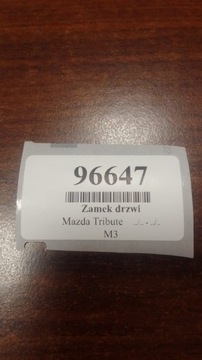 96647
Zamek drzwi
Mazda Tribute ../.. - ../..
M3